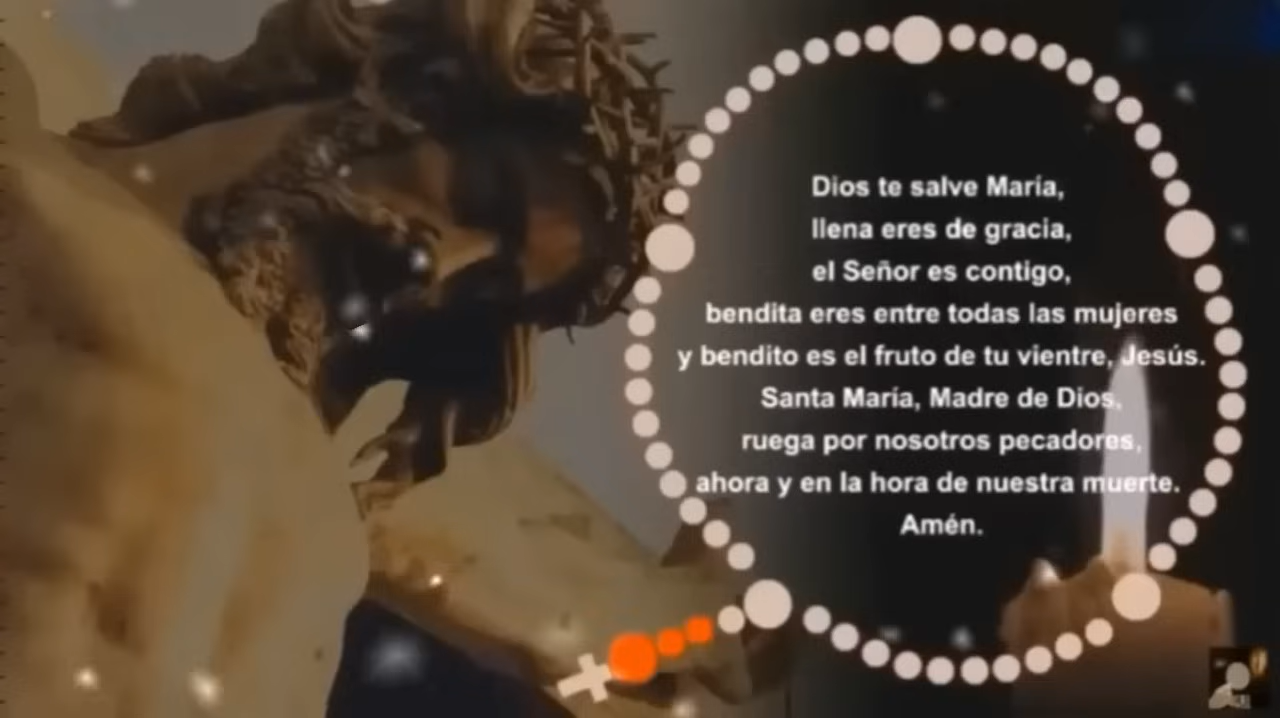 Dios te salve María,
llena eres de gracia,
el Señor es contigo,
bendita eres entre todas las mujeres
y bendito es el fruto de tu vientre, Jesús.
Santa María, Madre de Dios,
ruega por nosotros pecadores,
ahora y en la hora de nuestra muerte.
Amén.